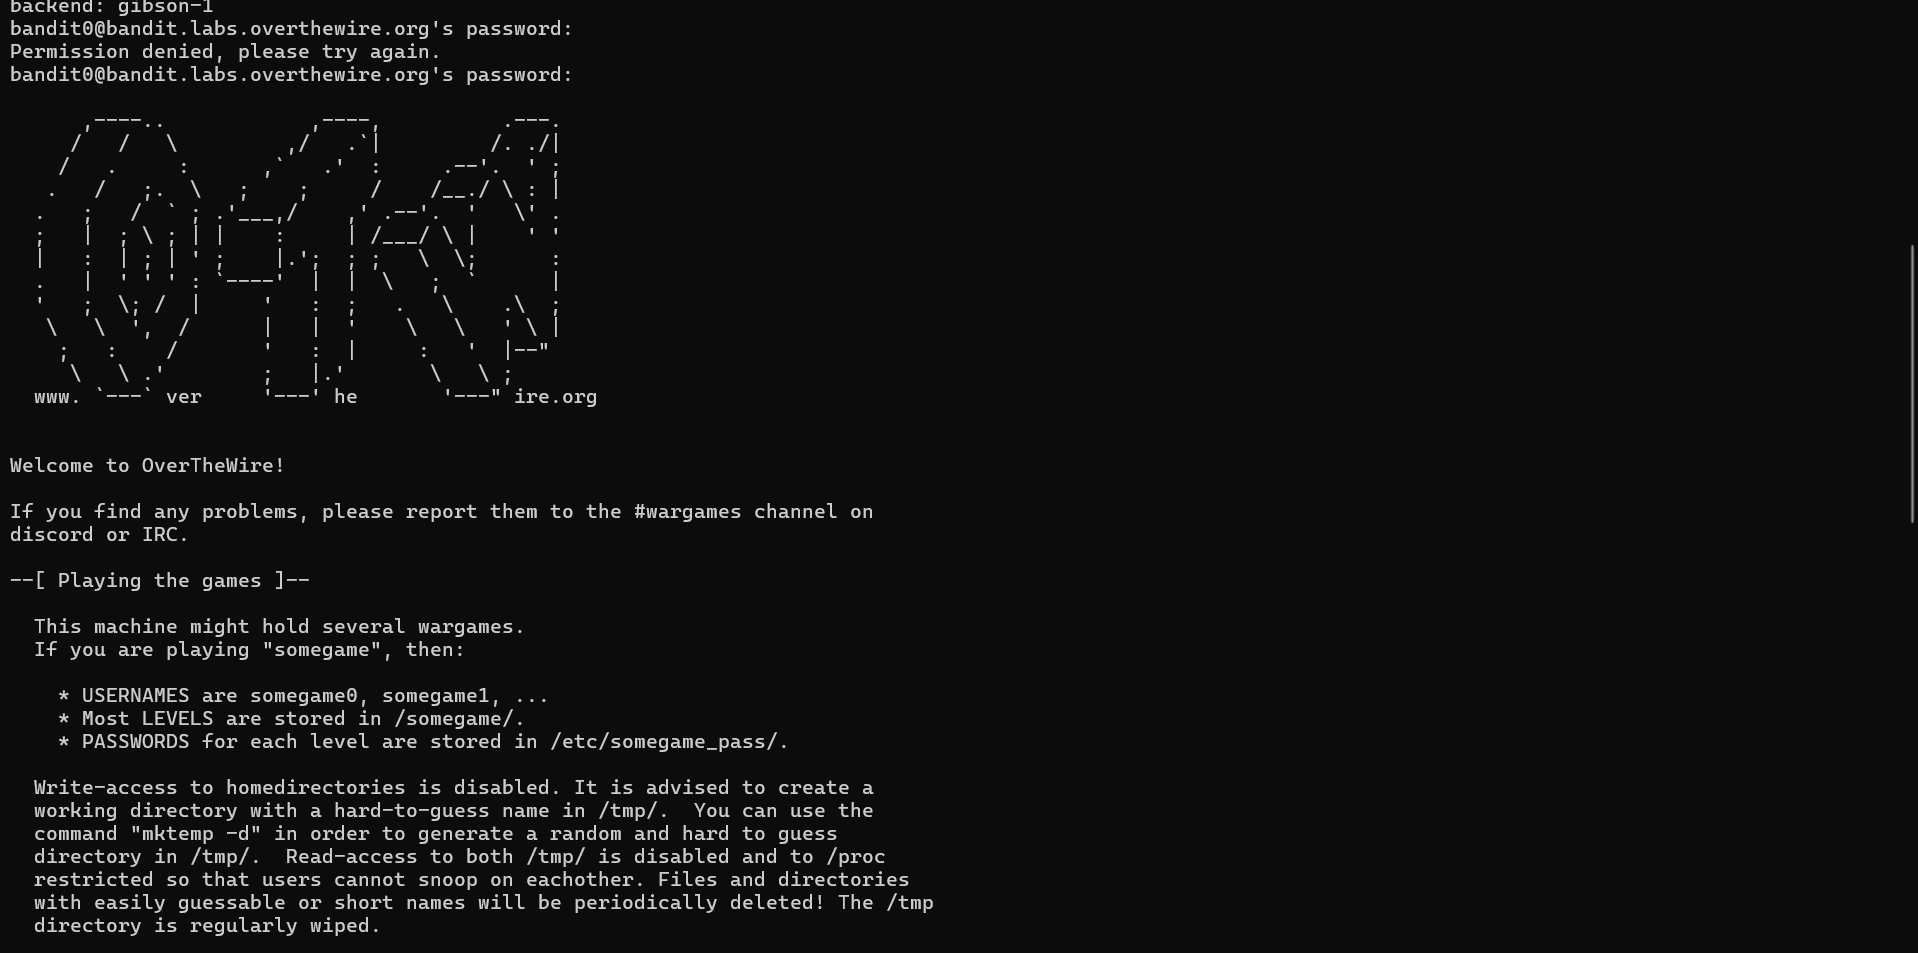 backend: gibson-1
bandit0@bandit.labs.overthewire.org's password:
Permission denied, please try again.
bandit0@bandit.labs.overthewire.org's password:
      ,----..            ,----,          .---.
     /   /   \         ,/   .`|         /. ./|
    /   .     :      ,`   .'  :     .--'.  ' ;
   .   /   ;.  \   ;    ;     /    /__./ \ : |
  .   ;   /  ` ; .'___,/    ,' .--'.  '   \' .
  ;   |  ; \ ; | |    :     | /___/ \ |    ' '
  |   :  | ; | ' ;    |.';  ; ;   \  \;      :
  .   |  ' ' ' : `----'  |  |  \   ;  `      |
  '   ;  \; /  |     '   :  ;   .   \    .\  ;
   \   \  ',  /      |   |  '    \   \   ' \ |
    ;   :    /       '   :  |     :   '  |--"
     \   \ .'        ;   |.'       \   \ ;
  www. `---` ver     '---' he       '---" ire.org
Welcome to OverTheWire!
If you find any problems, please report them to the #wargames channel on
discord or IRC.
--[ Playing the games ]--
  This machine might hold several wargames.
  If you are playing "somegame", then:
    * USERNAMES are somegame0, somegame1, ...
    * Most LEVELS are stored in /somegame/.
    * PASSWORDS for each level are stored in /etc/somegame_pass/.
  Write-access to homedirectories is disabled. It is advised to create a
  working directory with a hard-to-guess name in /tmp/.  You can use the
  command "mktemp -d" in order to generate a random and hard to guess
  directory in /tmp/.  Read-access to both /tmp/ is disabled and to /proc
  restricted so that users cannot snoop on eachother. Files and directories
  with easily guessable or short names will be periodically deleted! The /tmp
  directory is regularly wiped.